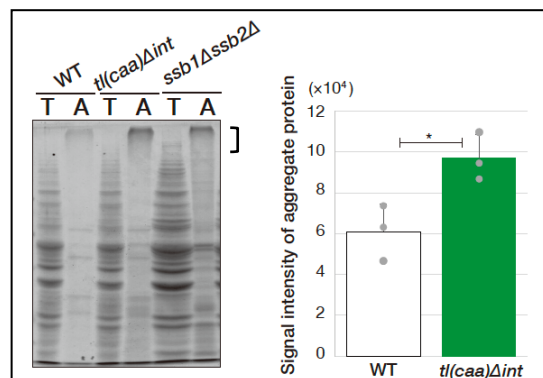 WT tl(caa)Δint ssb1Δssb2Δ
T A T A T A
(×10⁴)
Signal intensity of aggregate protein
12
10
8
6
4
2
0
*
WT tl(caa)Δint